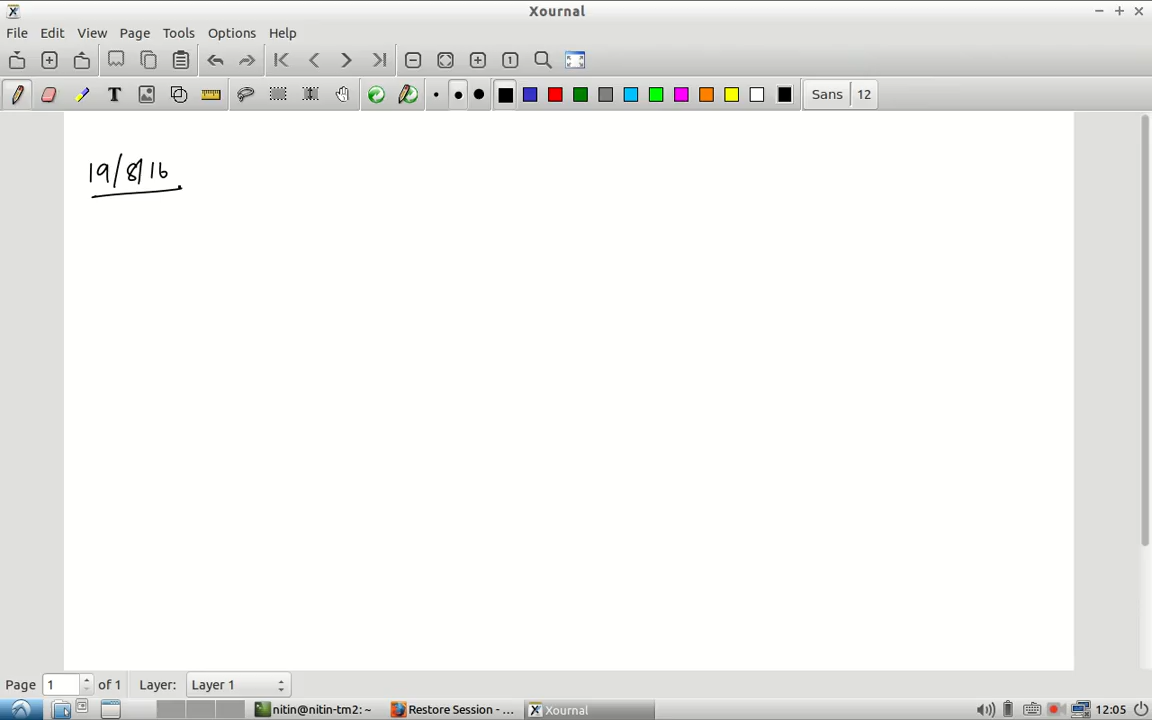 Xournal
File Edit View Page Tools Options Help
Sans 12
19/8/16
Page 1 of 1 Layer: Layer 1
nitin@nitin-tm2: ~ Restore Session - ... Xournal 12:05